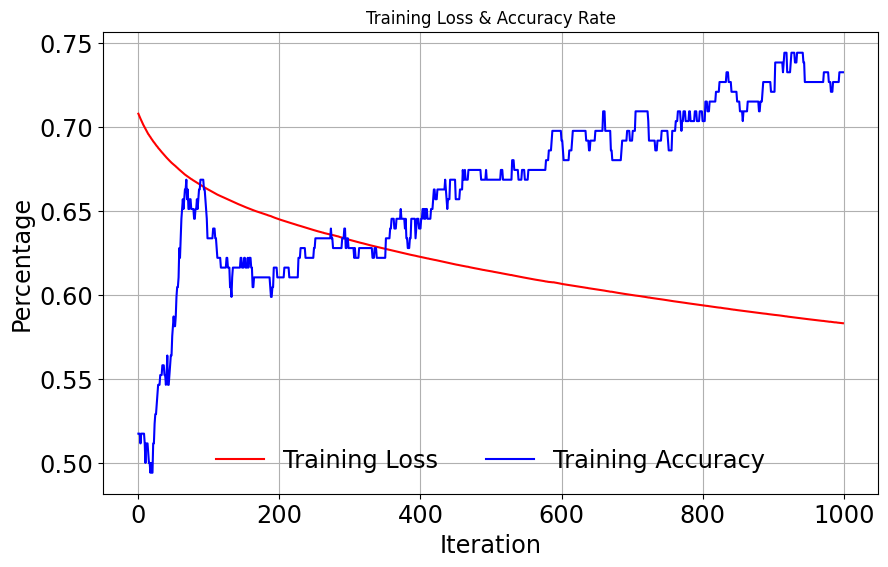 Training Loss & Accuracy Rate
Percentage
0.75
0.70
0.65
0.60
0.55
0.50
Training Loss Training Accuracy
0 200 400 600 800 1000
Iteration